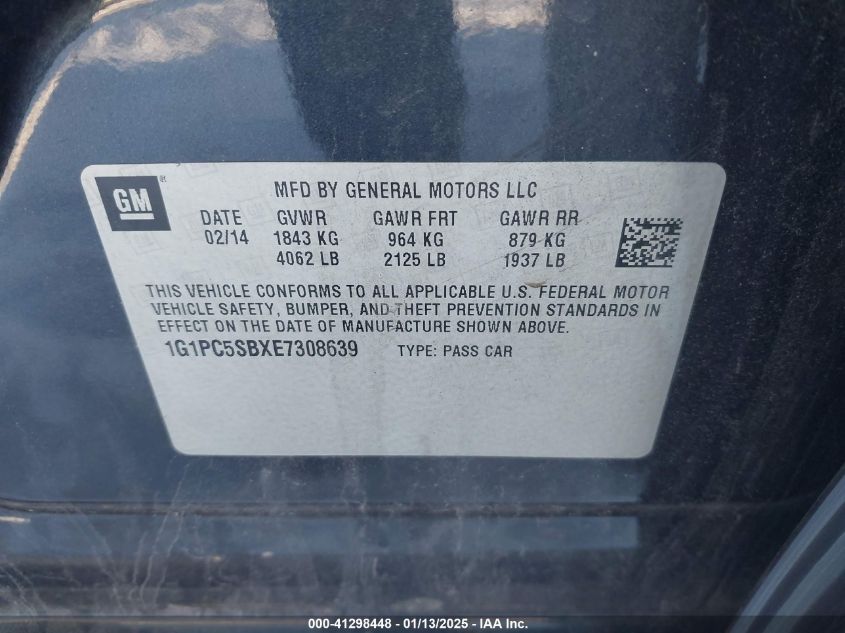 GM
MFD BY GENERAL MOTORS LLC
DATE GVWR GAWR FRT GAWR RR
02/14 1843 KG 964 KG 879 KG
4062 LB 2125 LB 1937 LB
THIS VEHICLE CONFORMS TO ALL APPLICABLE U.S. FEDERAL MOTOR
VEHICLE SAFETY, BUMPER, AND THEFT PREVENTION STANDARDS IN
EFFECT ON THE DATE OF MANUFACTURE SHOWN ABOVE.
1G1PC5SBXE7308639 TYPE: PASS CAR
000-41298448 - 01/13/2025 - IAA Inc.